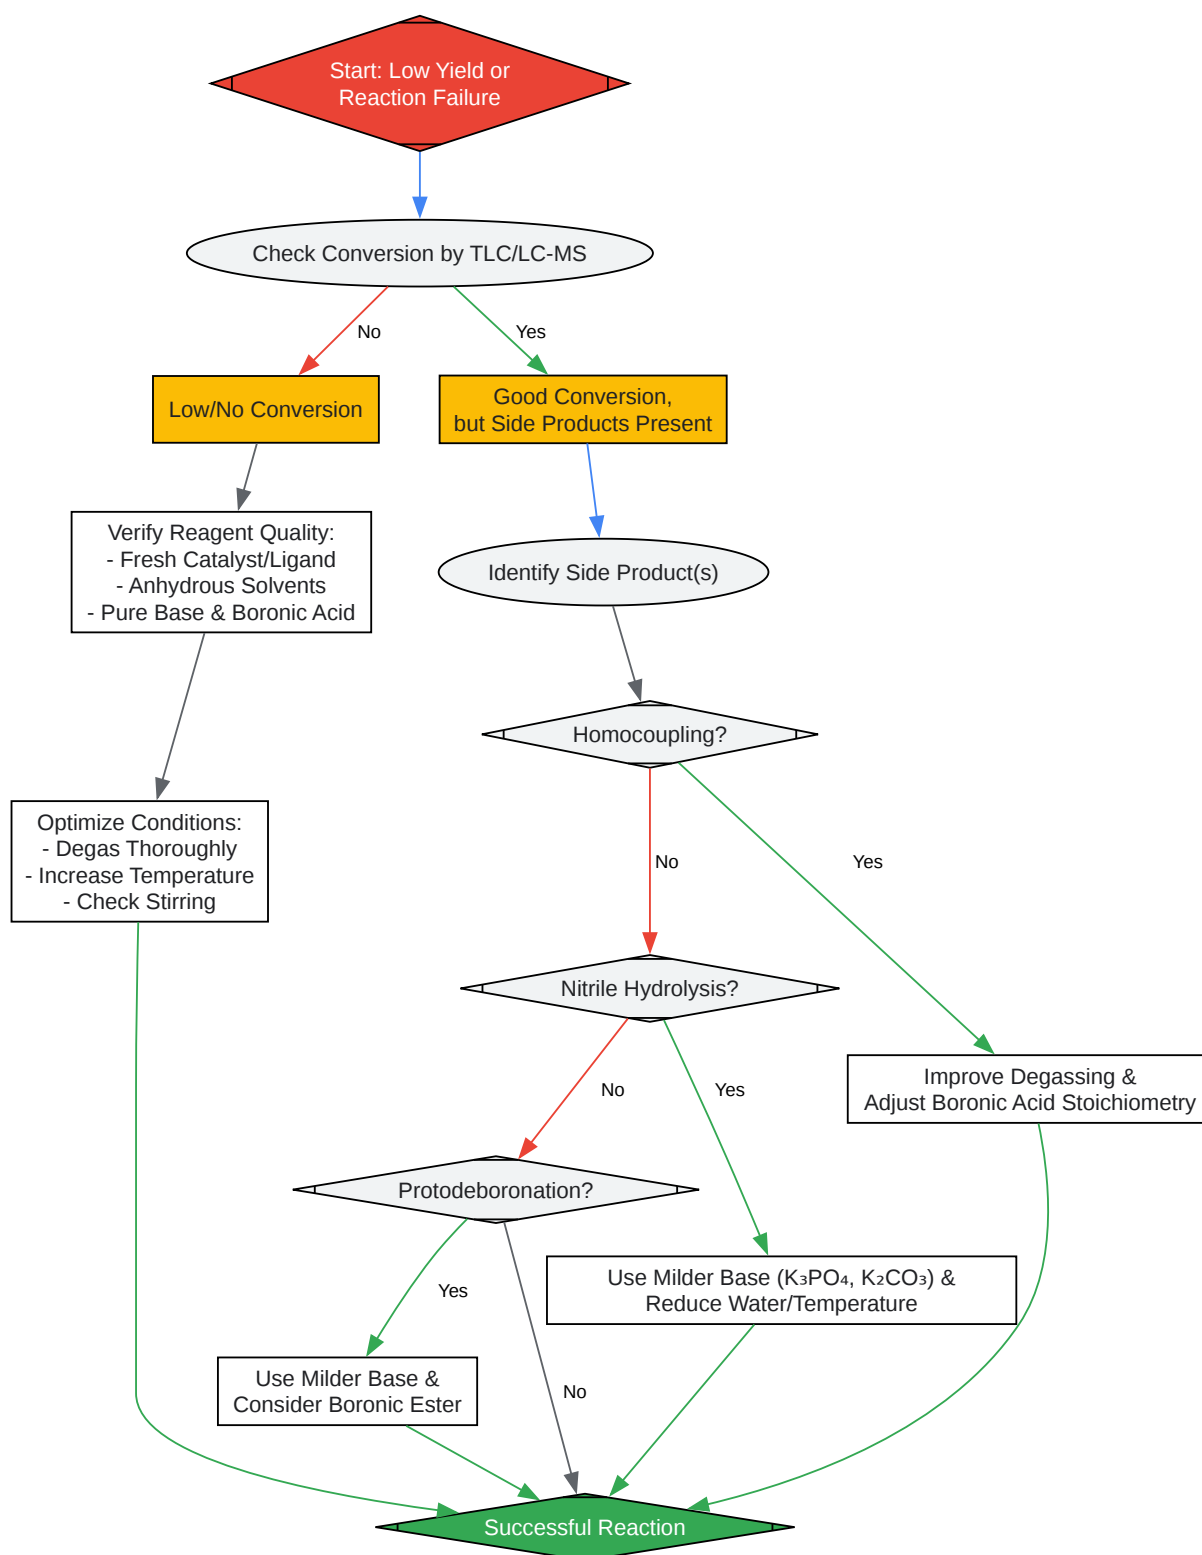 Start: Low Yield or
Reaction Failure
Check Conversion by TLC/LC-MS
No
Yes
Low/No Conversion
Good Conversion,
but Side Products Present
Verify Reagent Quality:
- Fresh Catalyst/Ligand
- Anhydrous Solvents
- Pure Base & Boronic Acid
Identify Side Product(s)
Homocoupling?
Optimize Conditions:
- Degas Thoroughly
- Increase Temperature
- Check Stirring
No
Yes
Nitrile Hydrolysis?
No
Yes
Improve Degassing &
Adjust Boronic Acid Stoichiometry
Protodeboronation?
Yes
Use Milder Base (K₃PO₄, K₂CO₃) &
Reduce Water/Temperature
Use Milder Base &
Consider Boronic Ester
No
Successful Reaction